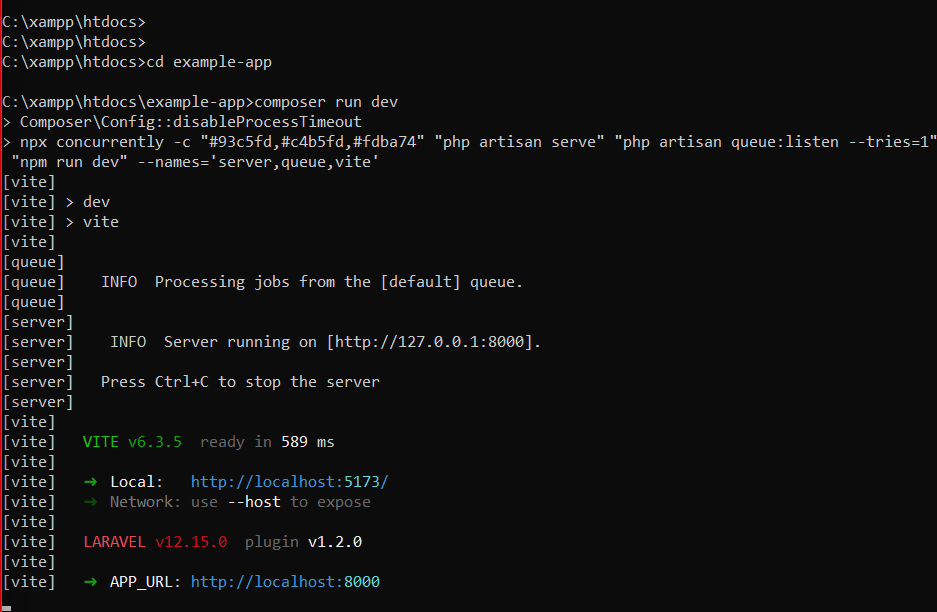 C:\xampp\htdocs>
C:\xampp\htdocs>
C:\xampp\htdocs>cd example-app
C:\xampp\htdocs\example-app>composer run dev
> Composer\Config::disableProcessTimeout
> npx concurrently -c "#93c5fd,#c4b5fd,#fdba74" "php artisan serve" "php artisan queue:listen --tries=1"
"npm run dev" --names='server,queue,vite'
[vite]
[vite] > dev
[vite] > vite
[vite]
[queue]
[queue]    INFO  Processing jobs from the [default] queue.
[queue]
[server]
[server]    INFO  Server running on [http://127.0.0.1:8000].
[server]
[server]   Press Ctrl+C to stop the server
[server]
[vite]
[vite]   VITE v6.3.5  ready in 589 ms
[vite]
[vite]   ➜ Local:   http://localhost:5173/
[vite]   ➜ Network: use --host to expose
[vite]
[vite]   LARAVEL v12.15.0  plugin v1.2.0
[vite]
[vite]   ➜ APP_URL: http://localhost:8000